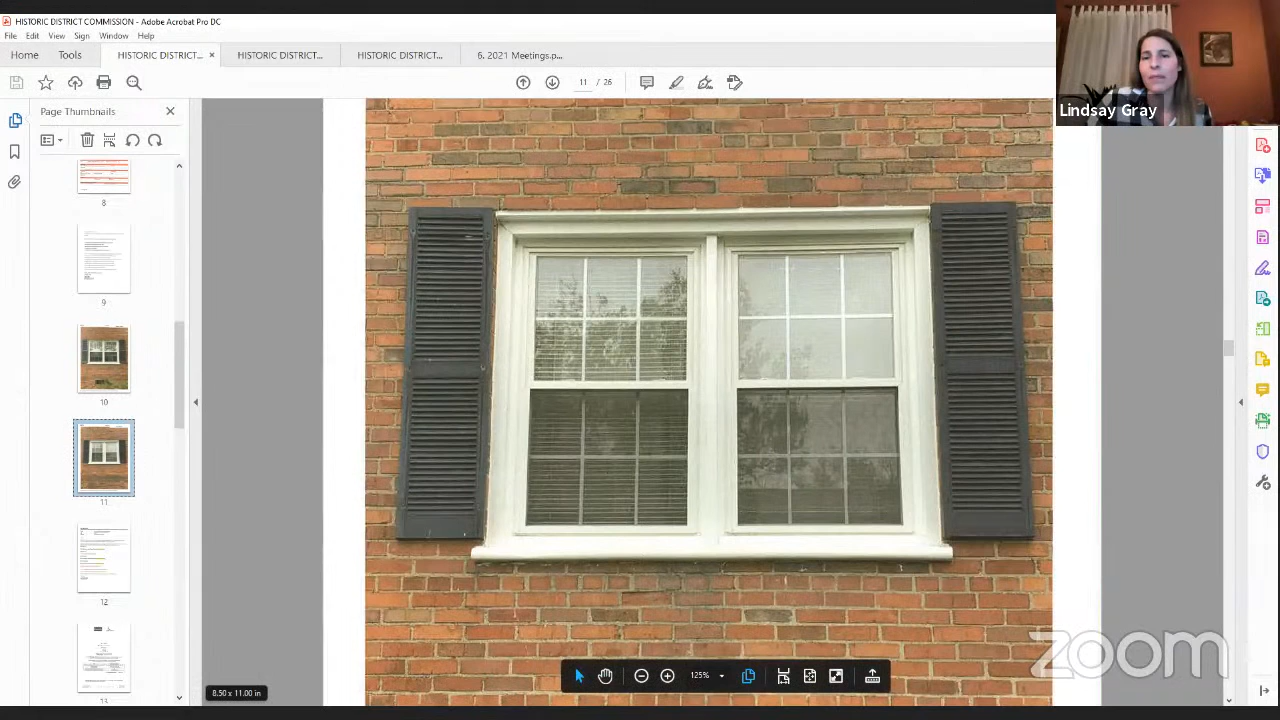 HISTORIC DISTRICT COMMISSION - Adobe Acrobat Pro DC
File Edit View Sign Window Help
Home Tools HISTORIC DISTRICT... × HISTORIC DISTRICT... HISTORIC DISTRICT... 6. 2021 Meetings.p...
11 / 26
Page Thumbnails
8
9
10
11
12
13
8.50 x 11.00 in
125%
Lindsay Gray
zoom